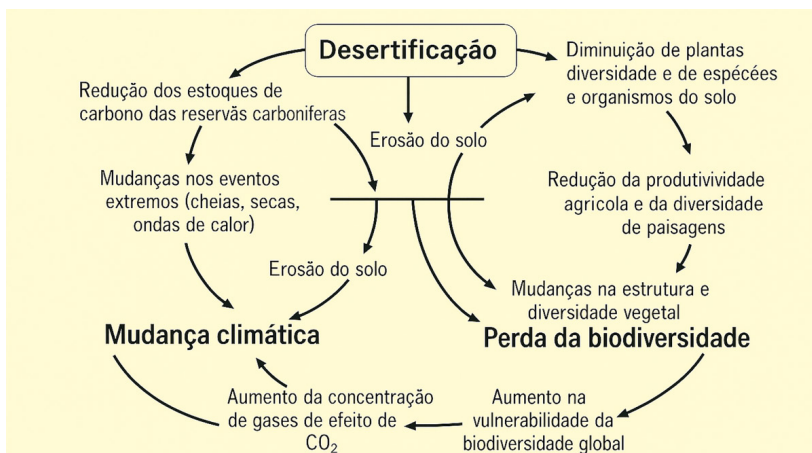 Desertificação
Redução dos estoques de
carbono das reservãs carboniferas
Diminuição de plantas
diversidade e de espécées
e organismos do solo
Erosão do solo
Mudanças nos eventos
extremos (cheias, secas,
ondas de calor)
Redução da produtivividade
agricola e da diversidade
de paisagens
Erosão do solo
Mudanças na estrutura e
diversidade vegetal
Mudança climática
Perda da biodiversidade
Aumento da concentração
de gases de efeito de
CO₂
Aumento na
vulnerabilidade da
biodiversidade global